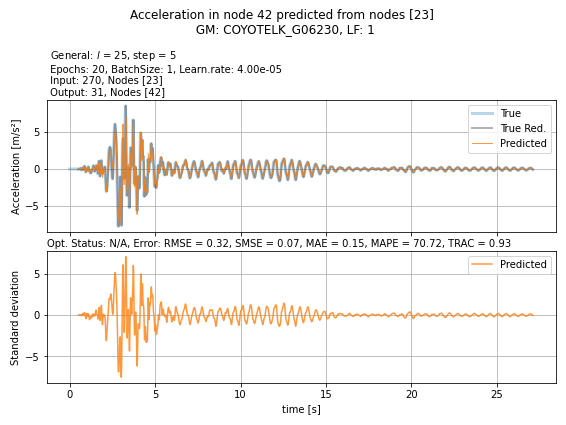 Acceleration in node 42 predicted from nodes [23]
GM: COYOTELK_G06230, LF: 1
General: l = 25, step = 5
Epochs: 20, BatchSize: 1, Learn.rate: 4.00e-05
Input: 270, Nodes [23]
Output: 31, Nodes [42]
Acceleration [m/s²]
5
0
−5
True
True Red.
Predicted
Opt. Status: N/A, Error: RMSE = 0.32, SMSE = 0.07, MAE = 0.15, MAPE = 70.72, TRAC = 0.93
Standard deviation
5
0
−5
Predicted
0 5 10 15 20 25
time [s]